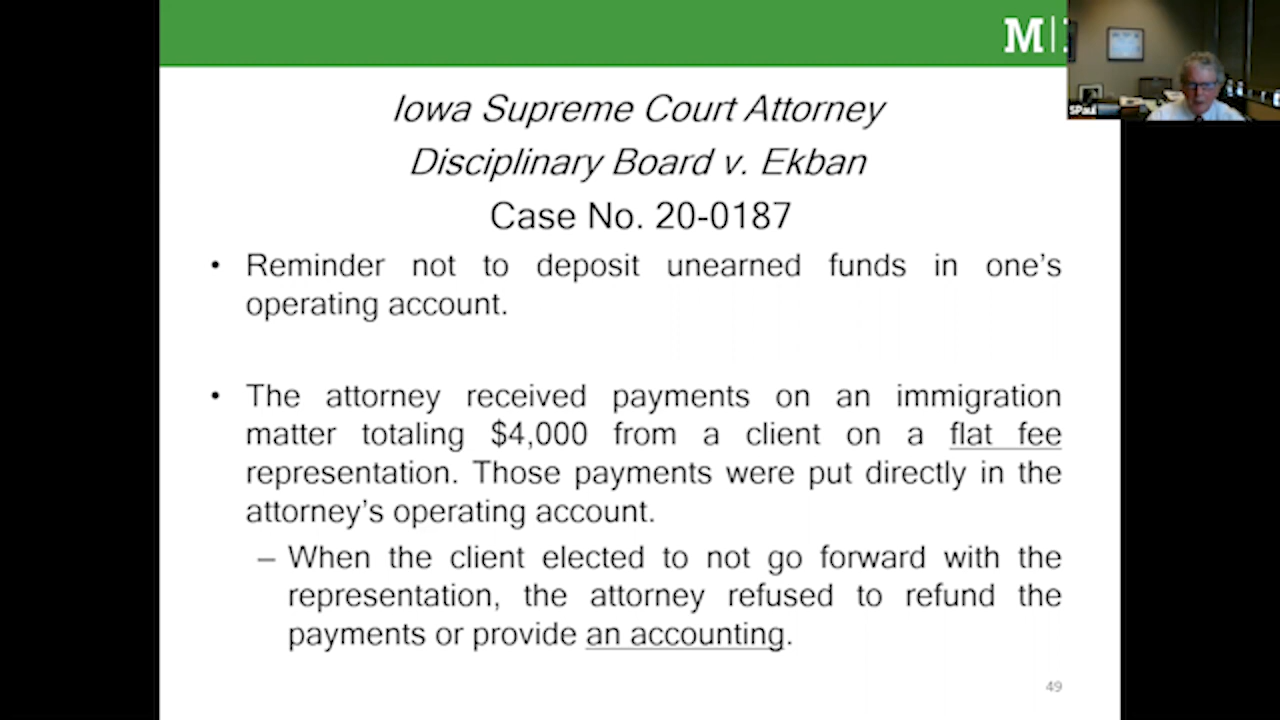 M
Iowa Supreme Court Attorney
Disciplinary Board v. Ekban
Case No. 20-0187
• Reminder not to deposit unearned funds in one's
operating account.
• The attorney received payments on an immigration
matter totaling $4,000 from a client on a flat fee
representation. Those payments were put directly in the
attorney's operating account.
– When the client elected to not go forward with the
representation, the attorney refused to refund the
payments or provide an accounting.
49